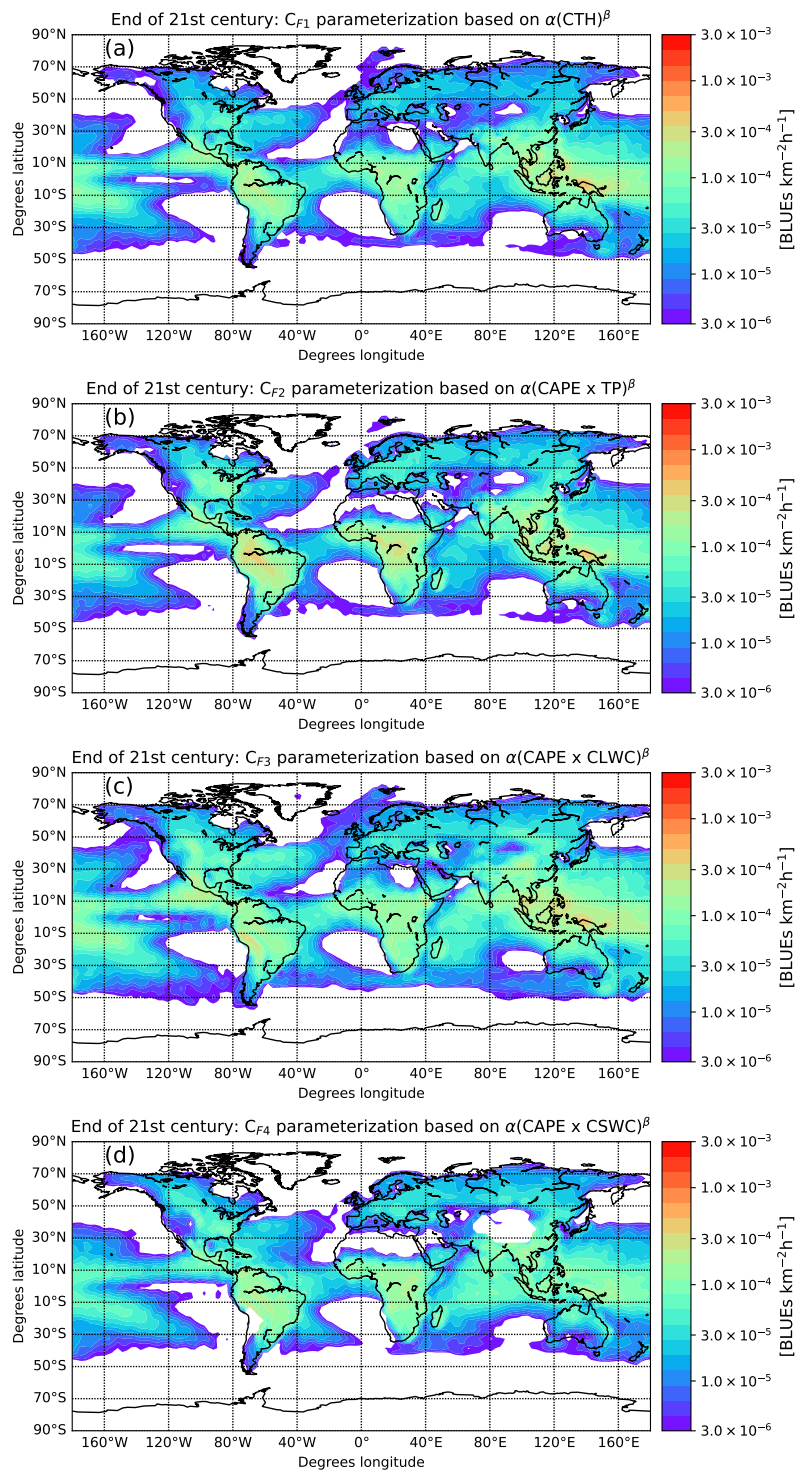 End of 21st century: C_F1 parameterization based on α(CTH)^β
(a)
90°N
70°N
50°N
30°N
10°N
10°S
30°S
50°S
70°S
90°S
Degrees latitude
160°W 120°W 80°W 40°W 0° 40°E 80°E 120°E 160°E
Degrees longitude
3.0 × 10⁻³
1.0 × 10⁻³
3.0 × 10⁻⁴
1.0 × 10⁻⁴
3.0 × 10⁻⁵
1.0 × 10⁻⁵
3.0 × 10⁻⁶
[BLUEs km⁻²h⁻¹]
End of 21st century: C_F2 parameterization based on α(CAPE x TP)^β
(b)
90°N
70°N
50°N
30°N
10°N
10°S
30°S
50°S
70°S
90°S
Degrees latitude
160°W 120°W 80°W 40°W 0° 40°E 80°E 120°E 160°E
Degrees longitude
3.0 × 10⁻³
1.0 × 10⁻³
3.0 × 10⁻⁴
1.0 × 10⁻⁴
3.0 × 10⁻⁵
1.0 × 10⁻⁵
3.0 × 10⁻⁶
[BLUEs km⁻²h⁻¹]
End of 21st century: C_F3 parameterization based on α(CAPE x CLWC)^β
(c)
90°N
70°N
50°N
30°N
10°N
10°S
30°S
50°S
70°S
90°S
Degrees latitude
160°W 120°W 80°W 40°W 0° 40°E 80°E 120°E 160°E
Degrees longitude
3.0 × 10⁻³
1.0 × 10⁻³
3.0 × 10⁻⁴
1.0 × 10⁻⁴
3.0 × 10⁻⁵
1.0 × 10⁻⁵
3.0 × 10⁻⁶
[BLUEs km⁻²h⁻¹]
End of 21st century: C_F4 parameterization based on α(CAPE x CSWC)^β
(d)
90°N
70°N
50°N
30°N
10°N
10°S
30°S
50°S
70°S
90°S
Degrees latitude
160°W 120°W 80°W 40°W 0° 40°E 80°E 120°E 160°E
Degrees longitude
3.0 × 10⁻³
1.0 × 10⁻³
3.0 × 10⁻⁴
1.0 × 10⁻⁴
3.0 × 10⁻⁵
1.0 × 10⁻⁵
3.0 × 10⁻⁶
[BLUEs km⁻²h⁻¹]